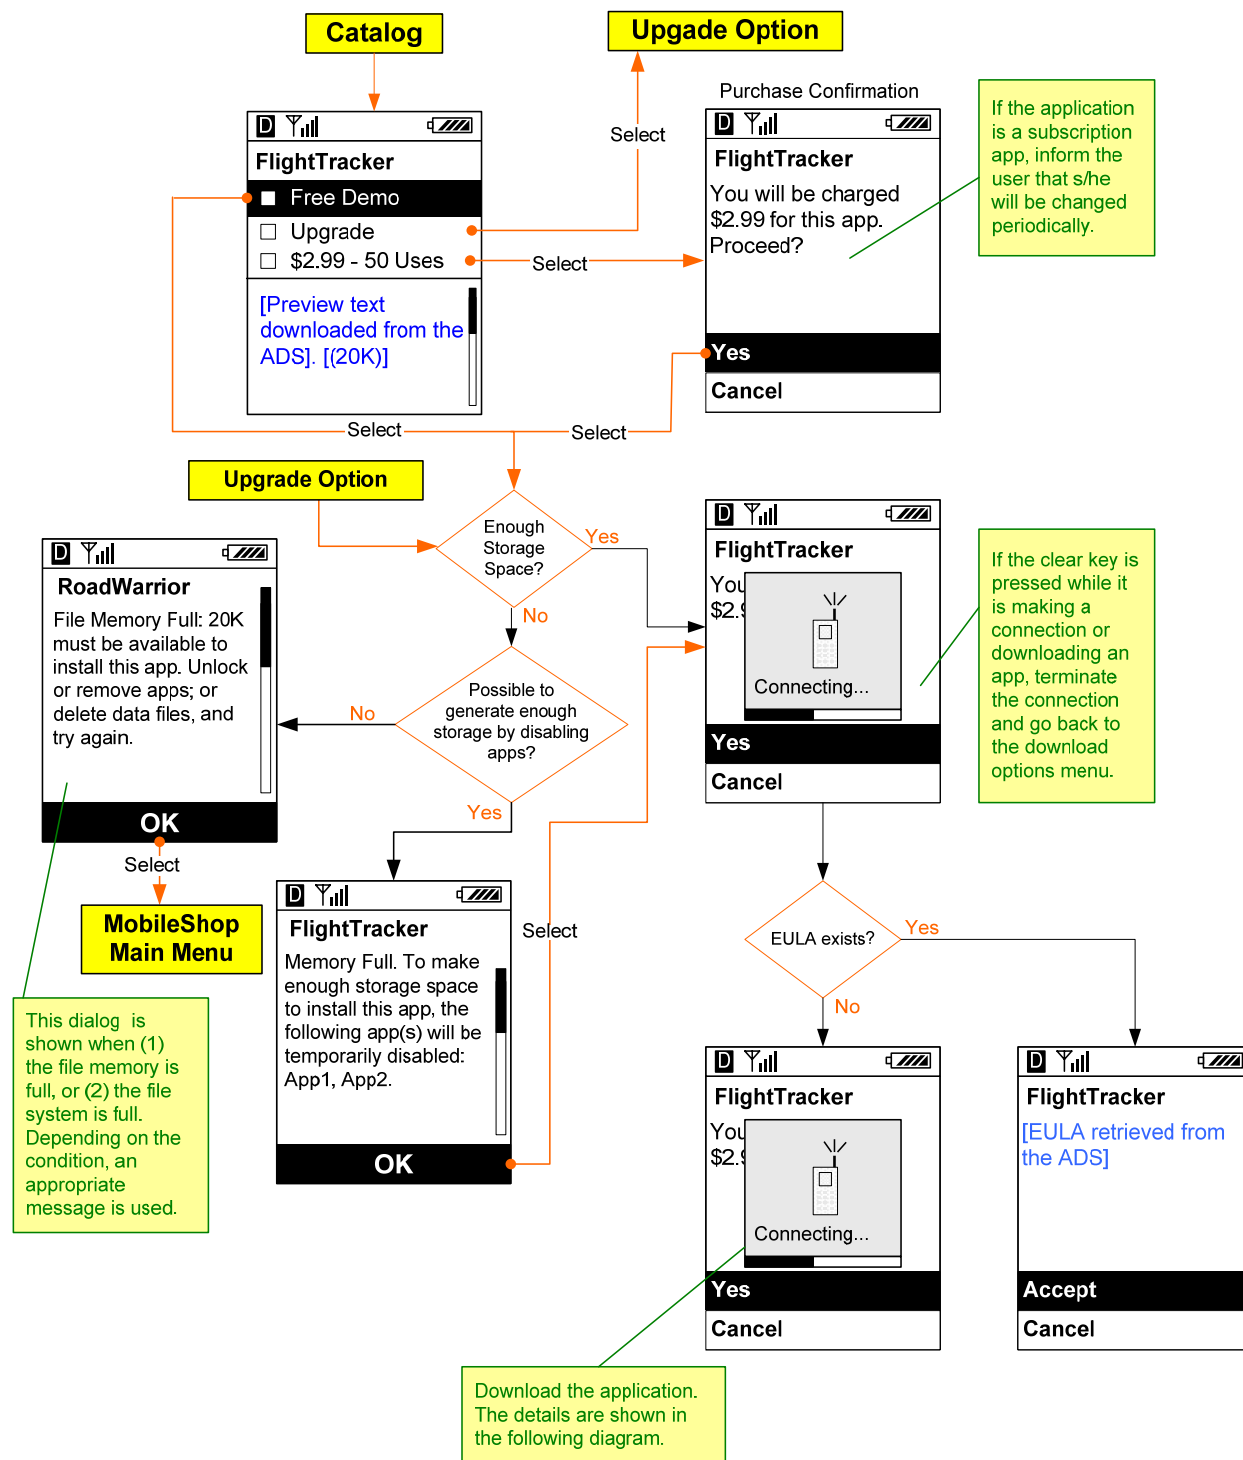 Catalog
Upgade Option
Purchase Confirmation
D
FlightTracker
Free Demo
Upgrade
$2.99 - 50 Uses
[Preview text
downloaded from the
ADS]. [(20K)]
Select
Select
D
FlightTracker
You will be charged
$2.99 for this app.
Proceed?
Yes
Cancel
If the application
is a subscription
app, inform the
user that s/he
will be changed
periodically.
Select
Select
Upgrade Option
Enough
Storage
Space?
Yes
No
D
RoadWarrior
File Memory Full: 20K
must be available to
install this app. Unlock
or remove apps; or
delete data files, and
try again.
OK
Select
MobileShop
Main Menu
Possible to
generate enough
storage by disabling
apps?
No
Yes
D
FlightTracker
You
$2.9
Connecting...
Yes
Cancel
If the clear key is
pressed while it
is making a
connection or
downloading an
app, terminate
the connection
and go back to
the download
options menu.
D
FlightTracker
Memory Full. To make
enough storage space
to install this app, the
following app(s) will be
temporarily disabled:
App1, App2.
OK
Select
EULA exists?
Yes
No
This dialog is
shown when (1)
the file memory is
full, or (2) the file
system is full.
Depending on the
condition, an
appropriate
message is used.
D
FlightTracker
You
$2.9
Connecting...
Yes
Cancel
D
FlightTracker
[EULA retrieved from
the ADS]
Accept
Cancel
Download the application.
The details are shown in
the following diagram.